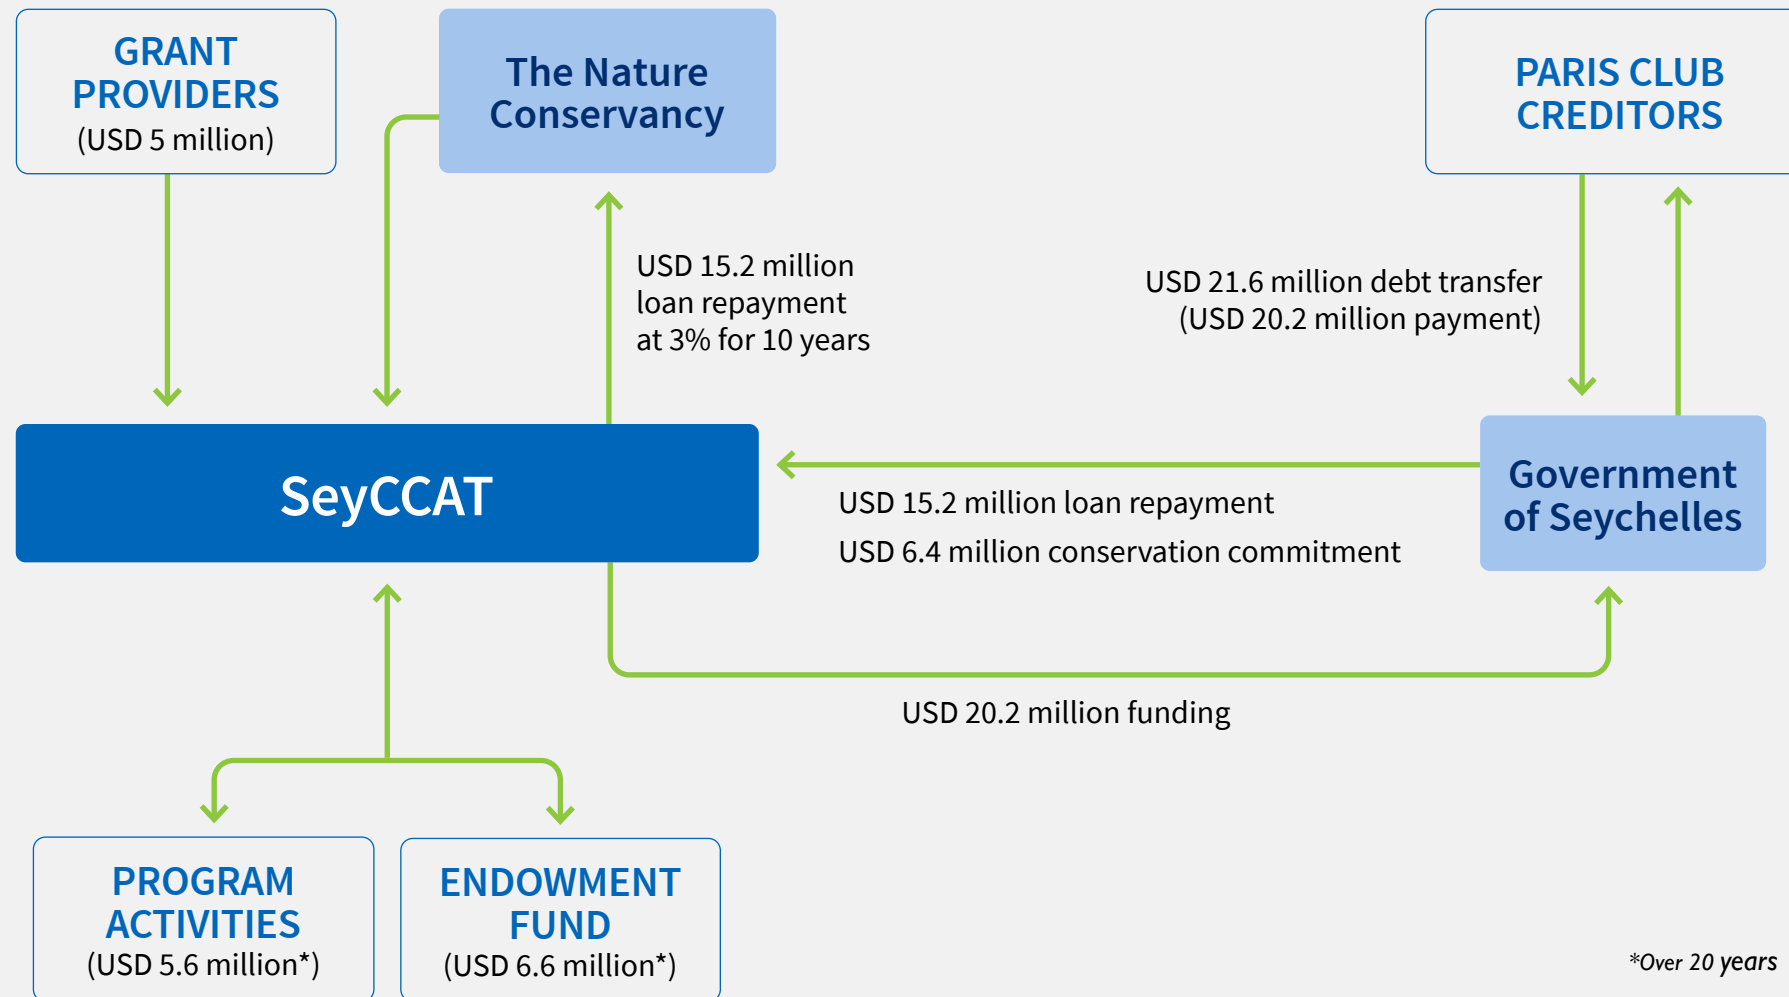 GRANT
PROVIDERS
(USD 5 million)
The Nature
Conservancy
PARIS CLUB
CREDITORS
USD 15.2 million
loan repayment
at 3% for 10 years
USD 21.6 million debt transfer
(USD 20.2 million payment)
SeyCCAT
Government
of Seychelles
USD 15.2 million loan repayment
USD 6.4 million conservation commitment
USD 20.2 million funding
PROGRAM
ACTIVITIES
(USD 5.6 million*)
ENDOWMENT
FUND
(USD 6.6 million*)
*Over 20 years